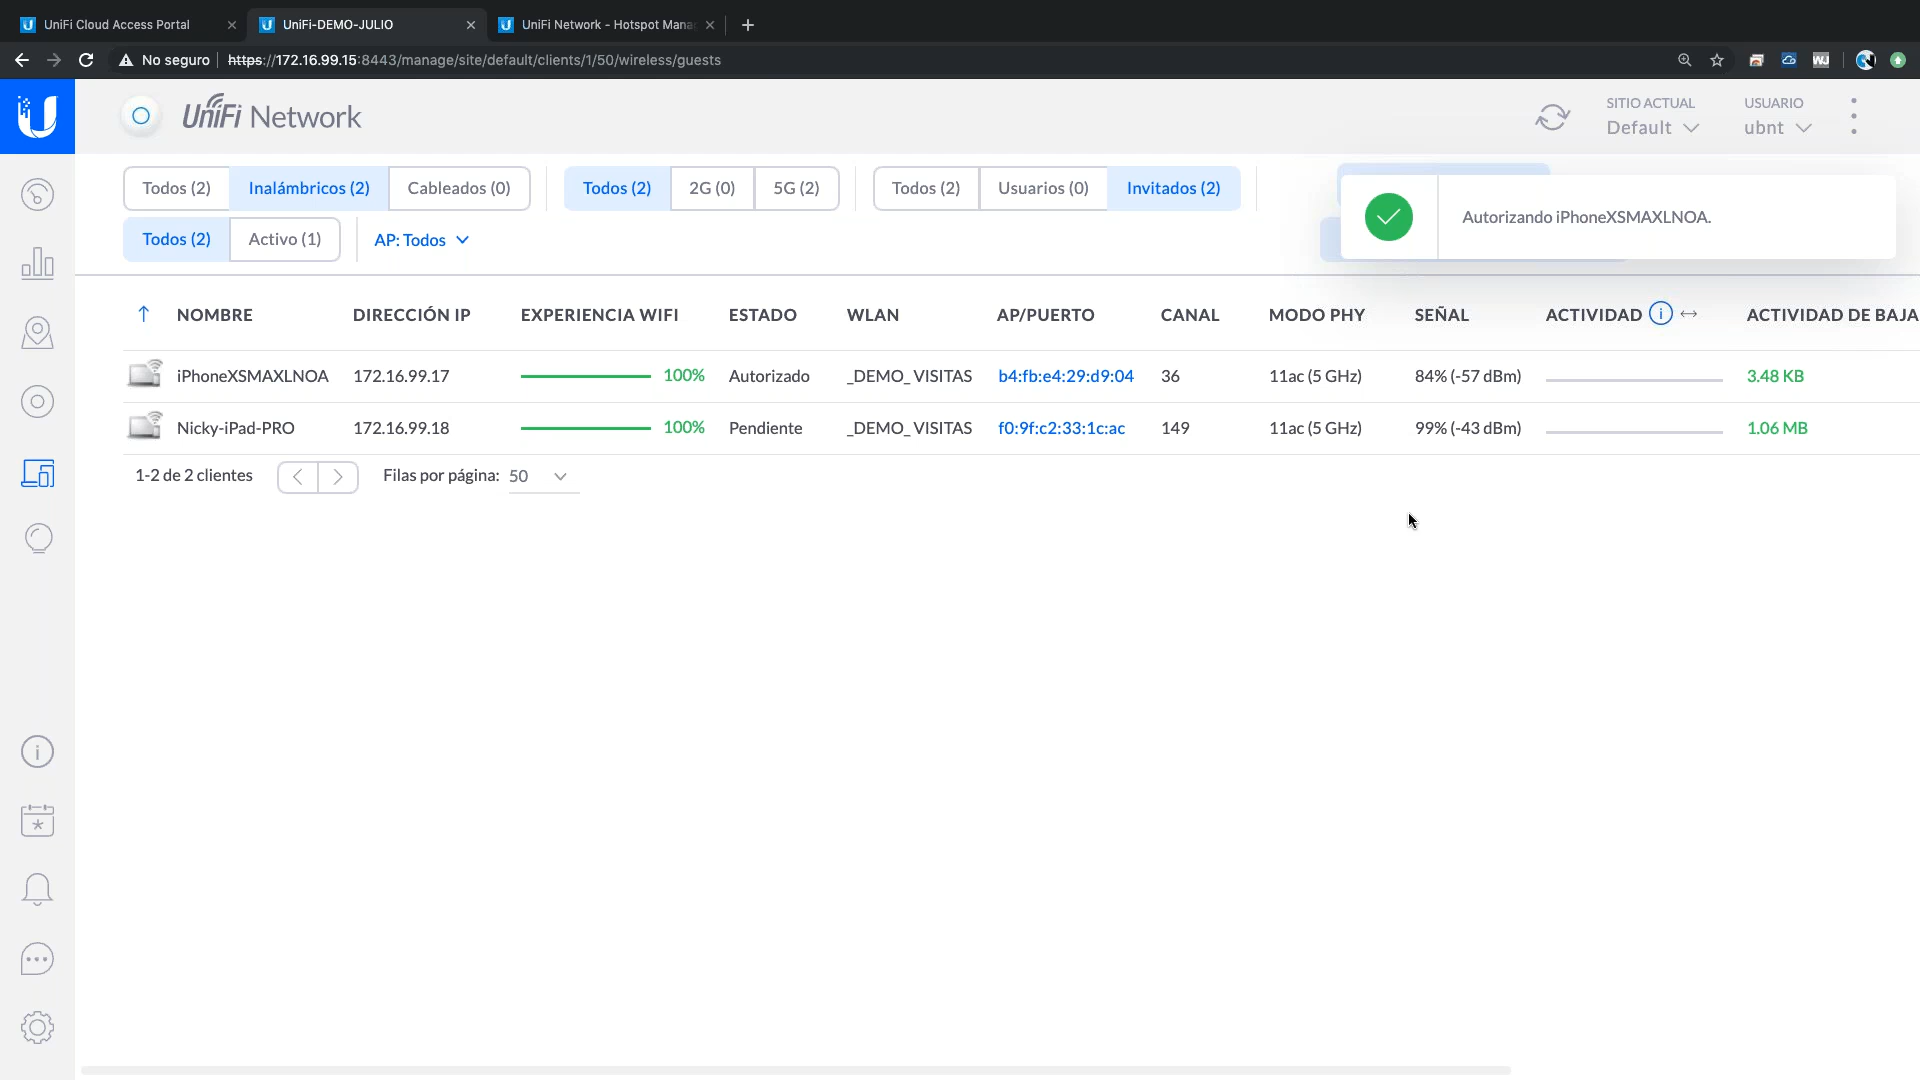 UniFi Cloud Access Portal
UniFi-DEMO-JULIO
UniFi Network - Hotspot Mana
No seguro
https://172.16.99.15:8443/manage/site/default/clients/1/50/wireless/guests
UniFi Network
SITIO ACTUAL
Default
USUARIO
ubnt
Todos (2)
Inalámbricos (2)
Cableados (0)
Todos (2)
2G (0)
5G (2)
Todos (2)
Usuarios (0)
Invitados (2)
Autorizando iPhoneXSMAXLNOA.
Todos (2)
Activo (1)
AP: Todos
NOMBRE DIRECCIÓN IP EXPERIENCIA WIFI ESTADO WLAN AP/PUERTO CANAL MODO PHY SEÑAL ACTIVIDAD ACTIVIDAD DE BAJA
iPhoneXSMAXLNOA 172.16.99.17 100% Autorizado _DEMO_VISITAS b4:fb:e4:29:d9:04 36 11ac (5 GHz) 84% (-57 dBm) 3.48 KB
Nicky-iPad-PRO 172.16.99.18 100% Pendiente _DEMO_VISITAS f0:9f:c2:33:1c:ac 149 11ac (5 GHz) 99% (-43 dBm) 1.06 MB
1-2 de 2 clientes
Filas por página: 50